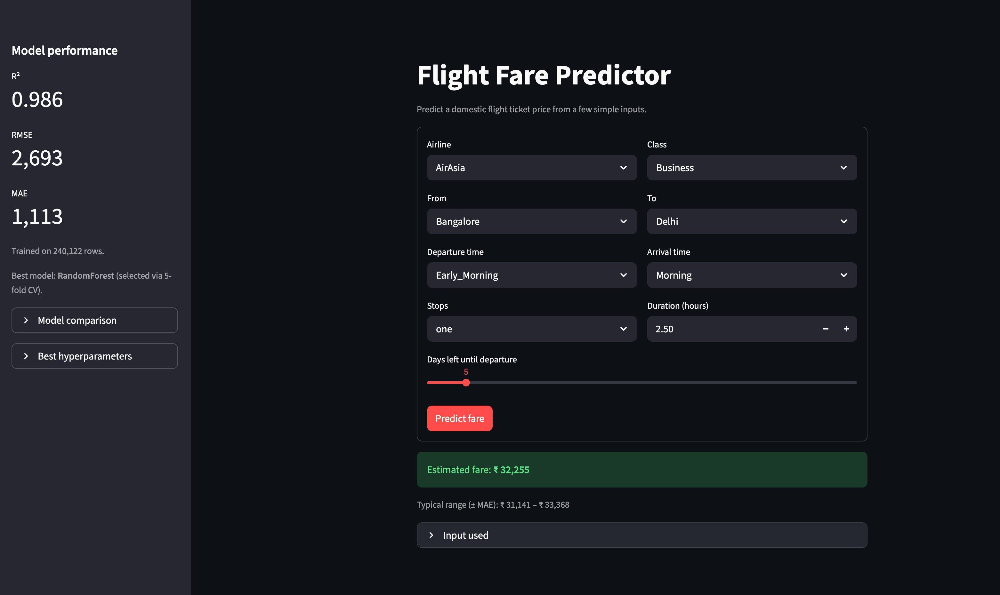 Model performance
R²
0.986
RMSE
2,693
MAE
1,113
Trained on 240,122 rows.
Best model: RandomForest (selected via 5-
fold CV).
Model comparison
Best hyperparameters
Flight Fare Predictor
Predict a domestic flight ticket price from a few simple inputs.
Airline
Class
AirAsia
Business
From
To
Bangalore
Delhi
Departure time
Arrival time
Early_Morning
Morning
Stops
Duration (hours)
one
2.50
Days left until departure
5
Predict fare
Estimated fare: ₹ 32,255
Typical range (± MAE): ₹ 31,141 – ₹ 33,368
Input used